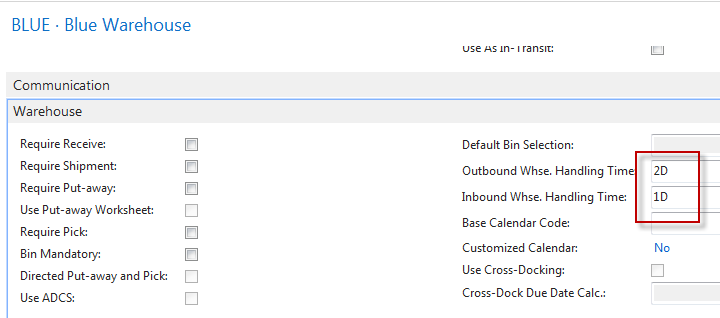 BLUE · Blue Warehouse
Use As In-Transit:
Communication
Warehouse
Require Receive:
Require Shipment:
Require Put-away:
Use Put-away Worksheet:
Require Pick:
Bin Mandatory:
Directed Put-away and Pick:
Use ADCS:
Default Bin Selection:
Outbound Whse. Handling Time: 2D
Inbound Whse. Handling Time: 1D
Base Calendar Code:
Customized Calendar: No
Use Cross-Docking:
Cross-Dock Due Date Calc.: